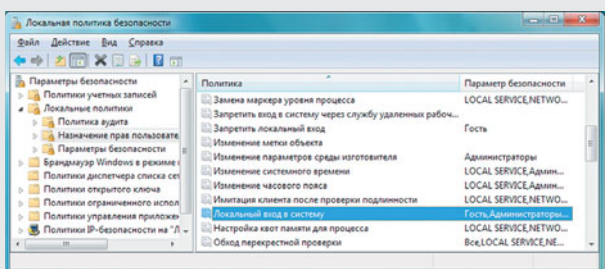 Локальная политика безопасности
Файл Действие Вид Справка
Параметры безопасности
Политики учетных записей
Локальные политики
Политика аудита
Назначение прав пользовате
Параметры безопасности
Брандмауэр Windows в режиме
Политики диспетчера списка се
Политики открытого ключа
Политики ограниченного испол
Политики управления приложен
Политики IP-безопасности на "Л
Политика Параметр безопасности
Замена маркера уровня процесса LOCAL SERVICE,NETWO...
Запретить вход в систему через службу удаленных рабоч...
Запретить локальный вход Гость
Изменение метки объекта
Изменение параметров среды изготовителя Администраторы
Изменение системного времени LOCAL SERVICE,Админ...
Изменение часового пояса LOCAL SERVICE,Админ...
Имитация клиента после проверки подлинности LOCAL SERVICE,NETWO...
Локальный вход в систему Гость,Администраторы...
Настройка квот памяти для процесса LOCAL SERVICE,NETWO...
Обход перекрестной проверки Все,LOCAL SERVICE,NE...